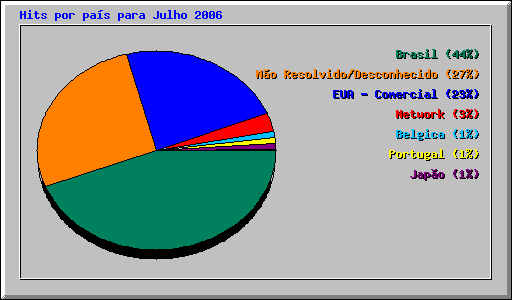 Hits por país para Julho 2006
Brasil (44%)
Não Resolvido/Desconhecido (27%)
EUA - Comercial (23%)
Network (3%)
Belgica (1%)
Portugal (1%)
Japão (1%)